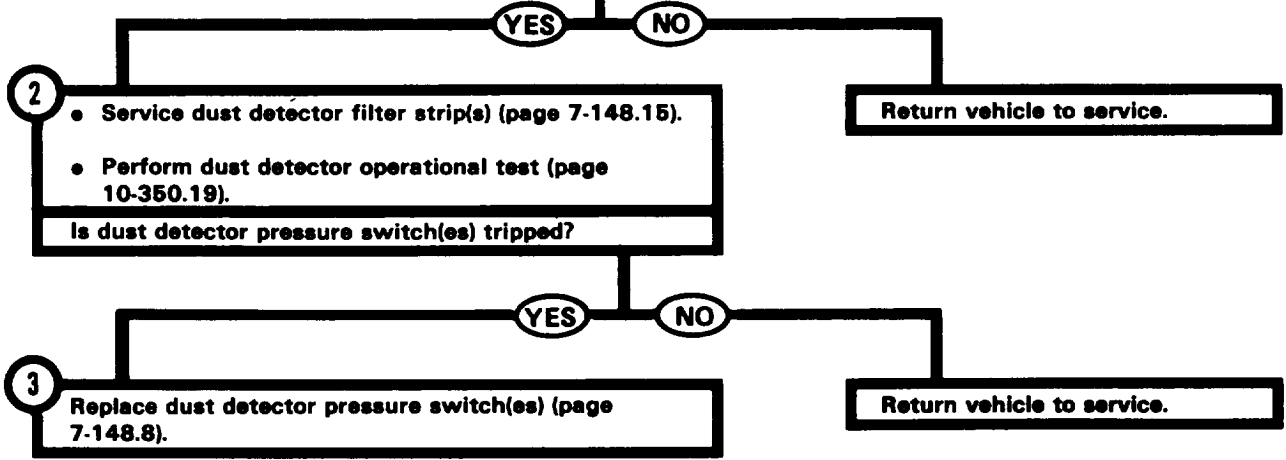 YES NO
2
• Service dust detector filter strip(s) (page 7-148.15).
Return vehicle to service.
• Perform dust detector operational test (page
10-350.19).
Is dust detector pressure switch(es) tripped?
YES NO
3
Replace dust detector pressure switch(es) (page
7-148.8).
Return vehicle to service.